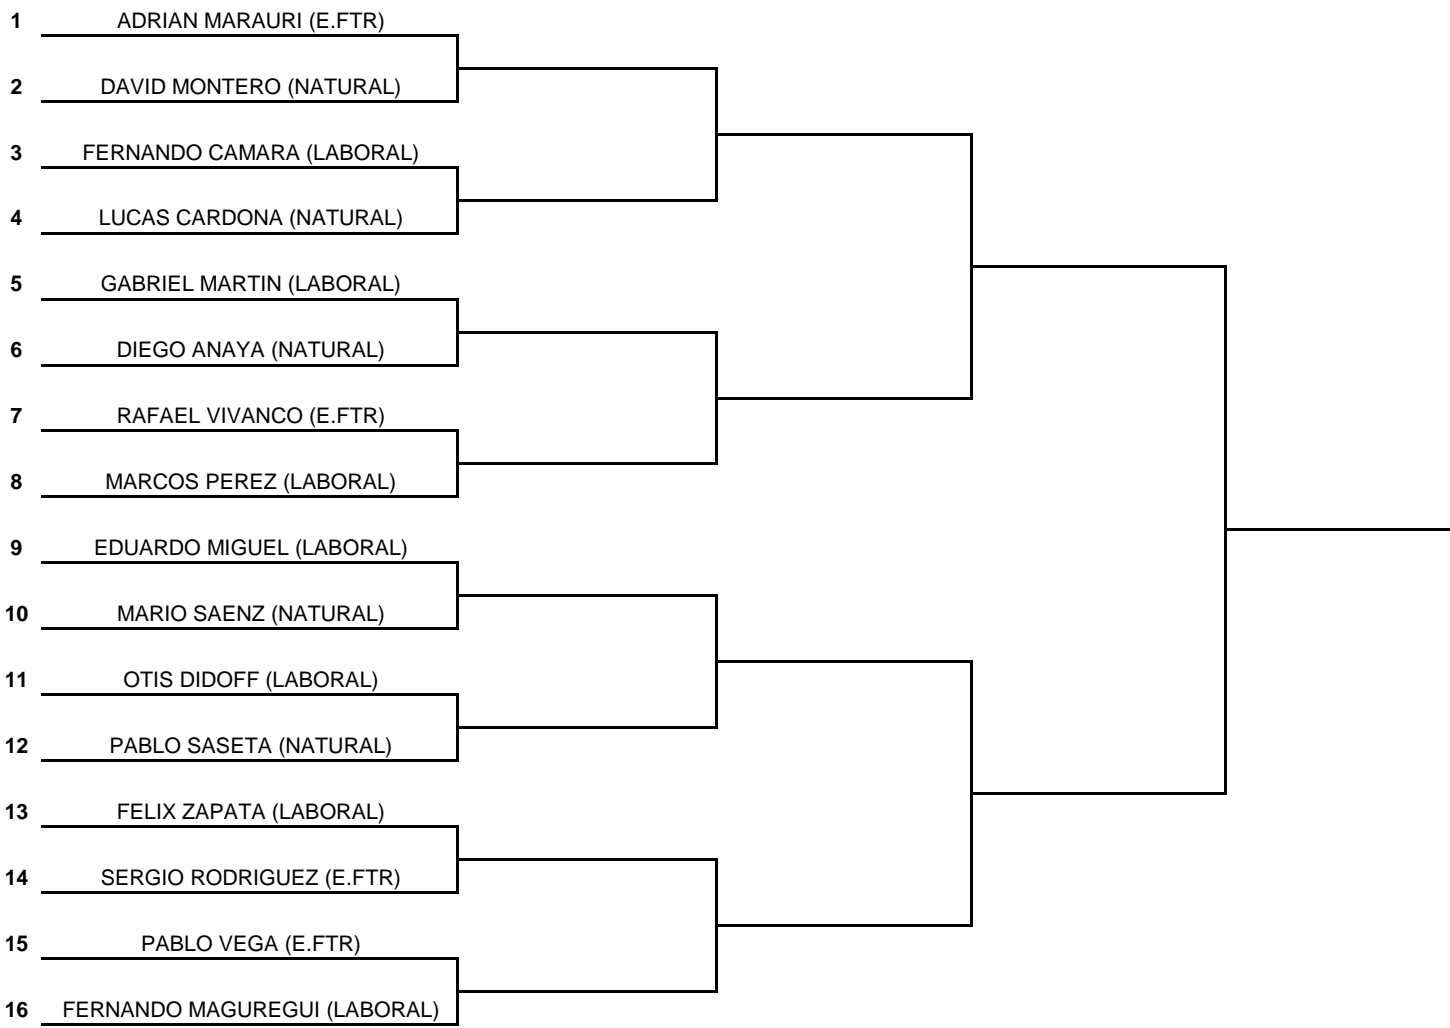 1 ADRIAN MARAURI (E.FTR)
2 DAVID MONTERO (NATURAL)
3 FERNANDO CAMARA (LABORAL)
4 LUCAS CARDONA (NATURAL)
5 GABRIEL MARTIN (LABORAL)
6 DIEGO ANAYA (NATURAL)
7 RAFAEL VIVANCO (E.FTR)
8 MARCOS PEREZ (LABORAL)
9 EDUARDO MIGUEL (LABORAL)
10 MARIO SAENZ (NATURAL)
11 OTIS DIDOFF (LABORAL)
12 PABLO SASETA (NATURAL)
13 FELIX ZAPATA (LABORAL)
14 SERGIO RODRIGUEZ (E.FTR)
15 PABLO VEGA (E.FTR)
16 FERNANDO MAGUREGUI (LABORAL)